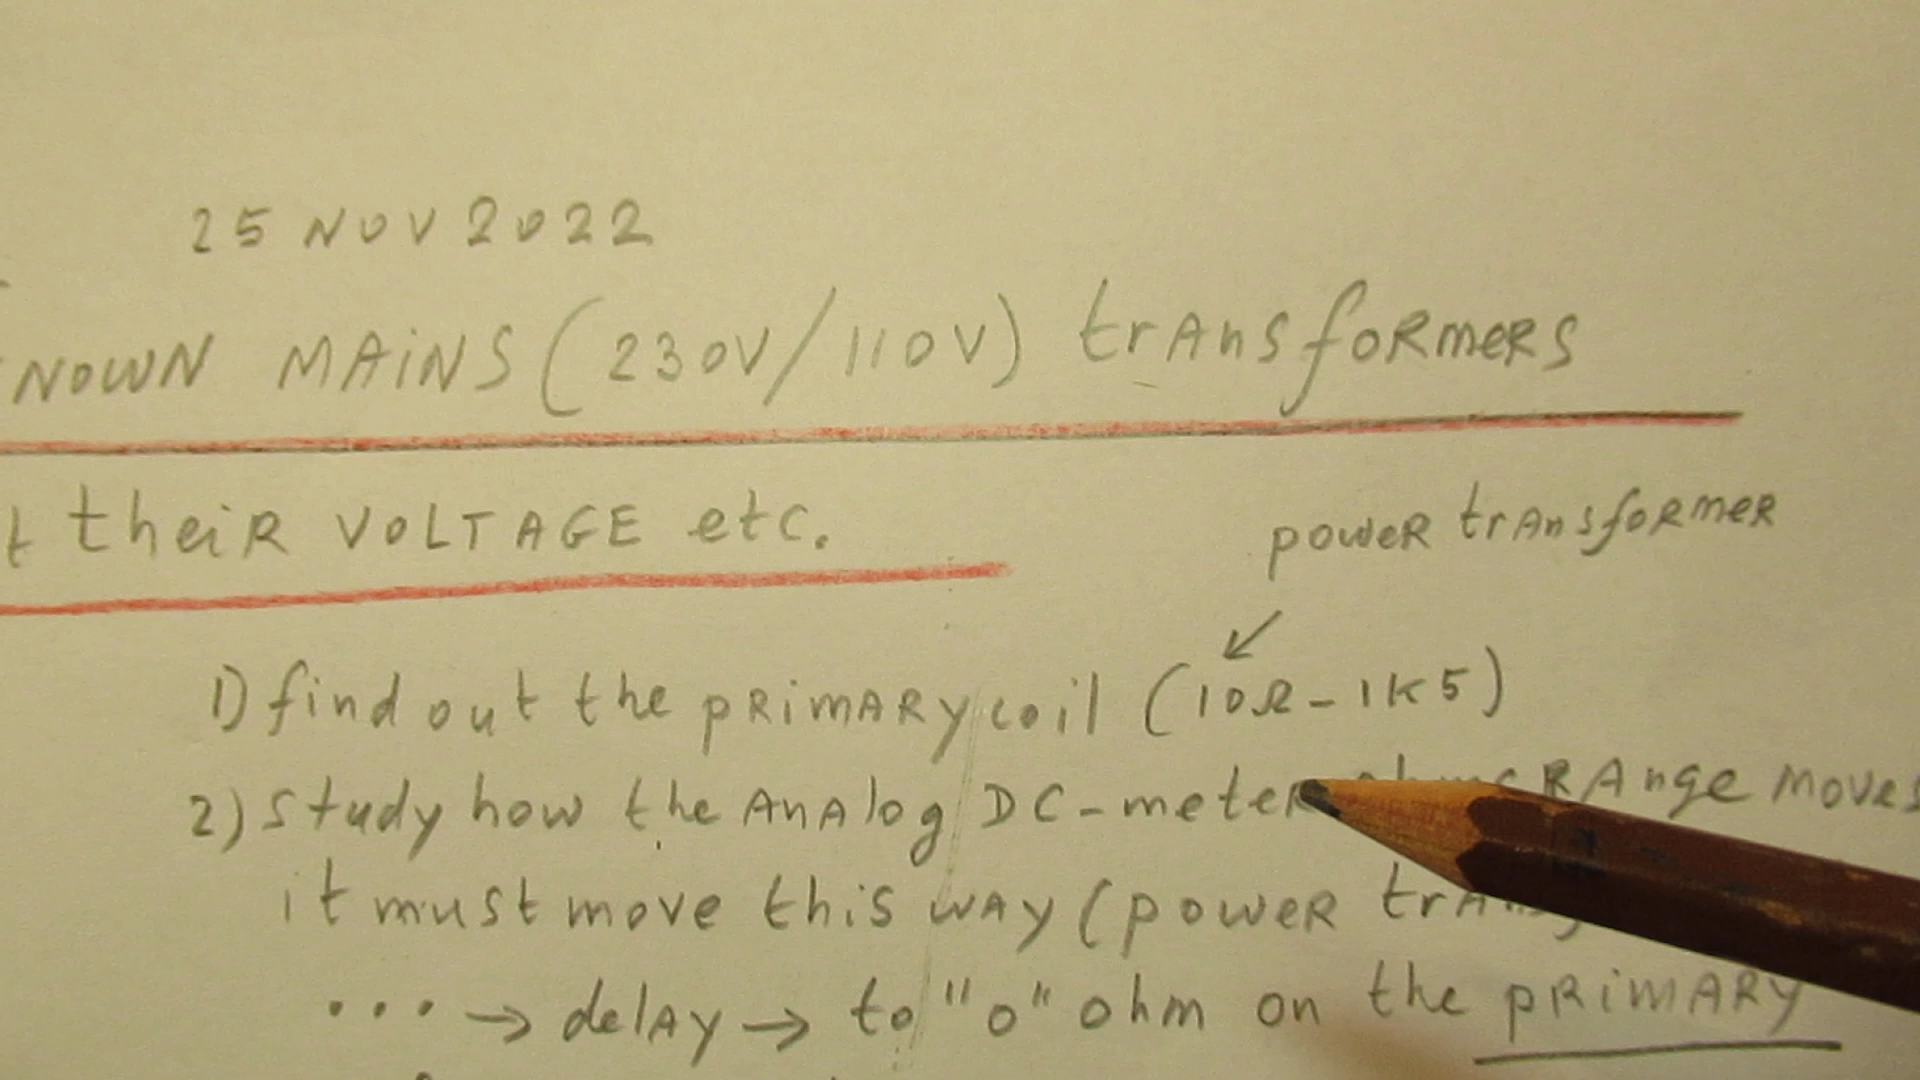 25 NOV 2022
NOWN MAiNS (230V/110V) trAnsfoRmeRS
t theiR VOLTAGE etc.
poweR trAnsfoRmeR
↙
1) find out the pRiMARy coil (10Ω - 1K5)
2) Study how the AnAlog DC-meteR RAnge moves
it must move this way (poweR
... → delAy → to "0" ohm on the pRiMARy